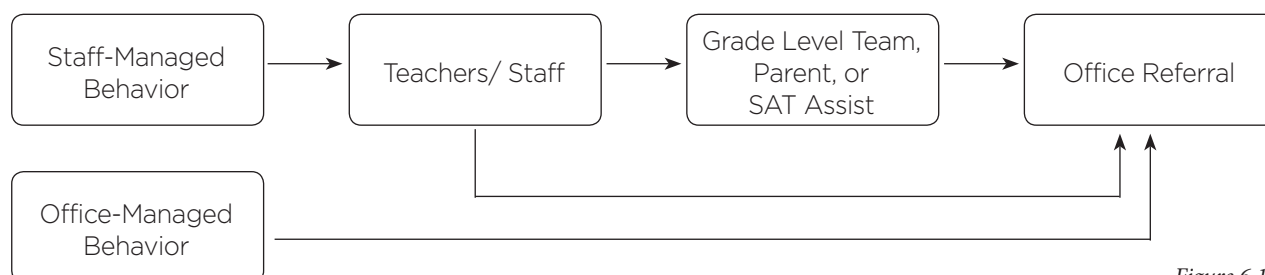 Staff-Managed
Behavior
Teachers/ Staff
Grade Level Team,
Parent, or
SAT Assist
Office Referral
Office-Managed
Behavior
Figure 6.1